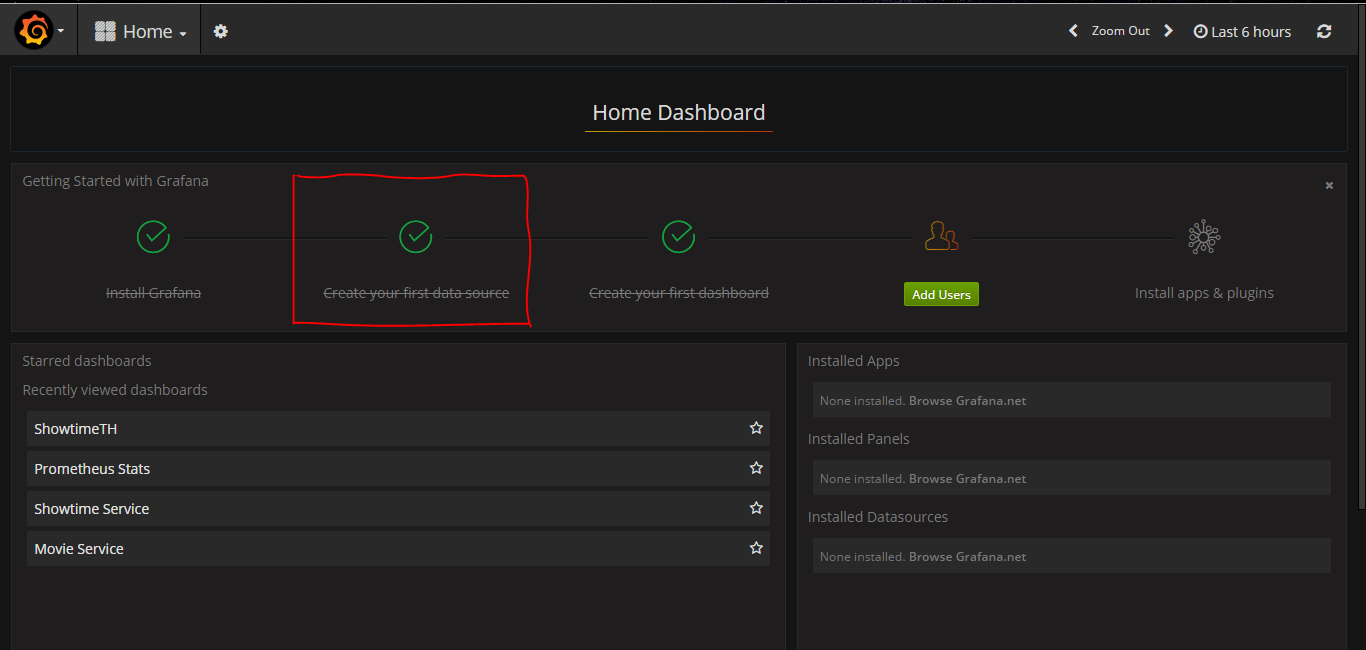 Home
Zoom Out
Last 6 hours
Home Dashboard
Getting Started with Grafana
Install Grafana
Create your first data source
Create your first dashboard
Add Users
Install apps & plugins
Starred dashboards
Recently viewed dashboards
ShowtimeTH
Prometheus Stats
Showtime Service
Movie Service
Installed Apps
None installed. Browse Grafana.net
Installed Panels
None installed. Browse Grafana.net
Installed Datasources
None installed. Browse Grafana.net